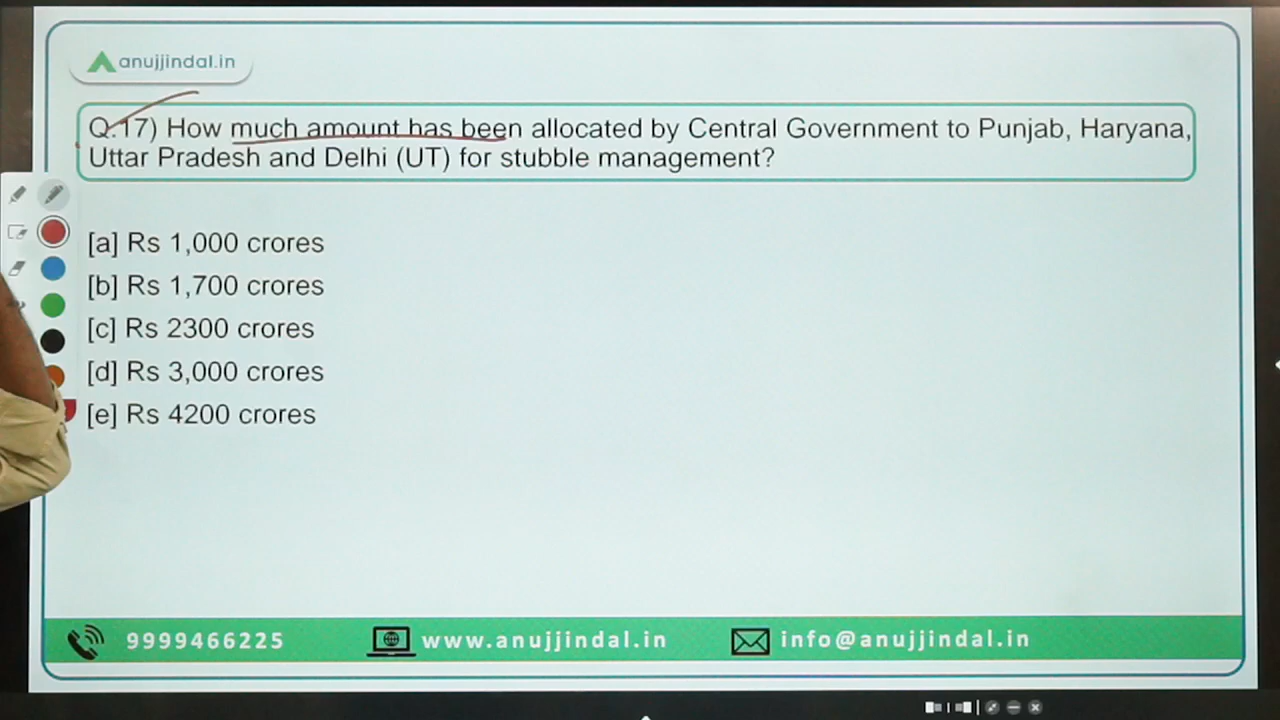 anujjindal.in
Q.17) How much amount has been allocated by Central Government to Punjab, Haryana,
Uttar Pradesh and Delhi (UT) for stubble management?
[a] Rs 1,000 crores
[b] Rs 1,700 crores
[c] Rs 2300 crores
[d] Rs 3,000 crores
[e] Rs 4200 crores
9999466225 www.anujjindal.in info@anujjindal.in